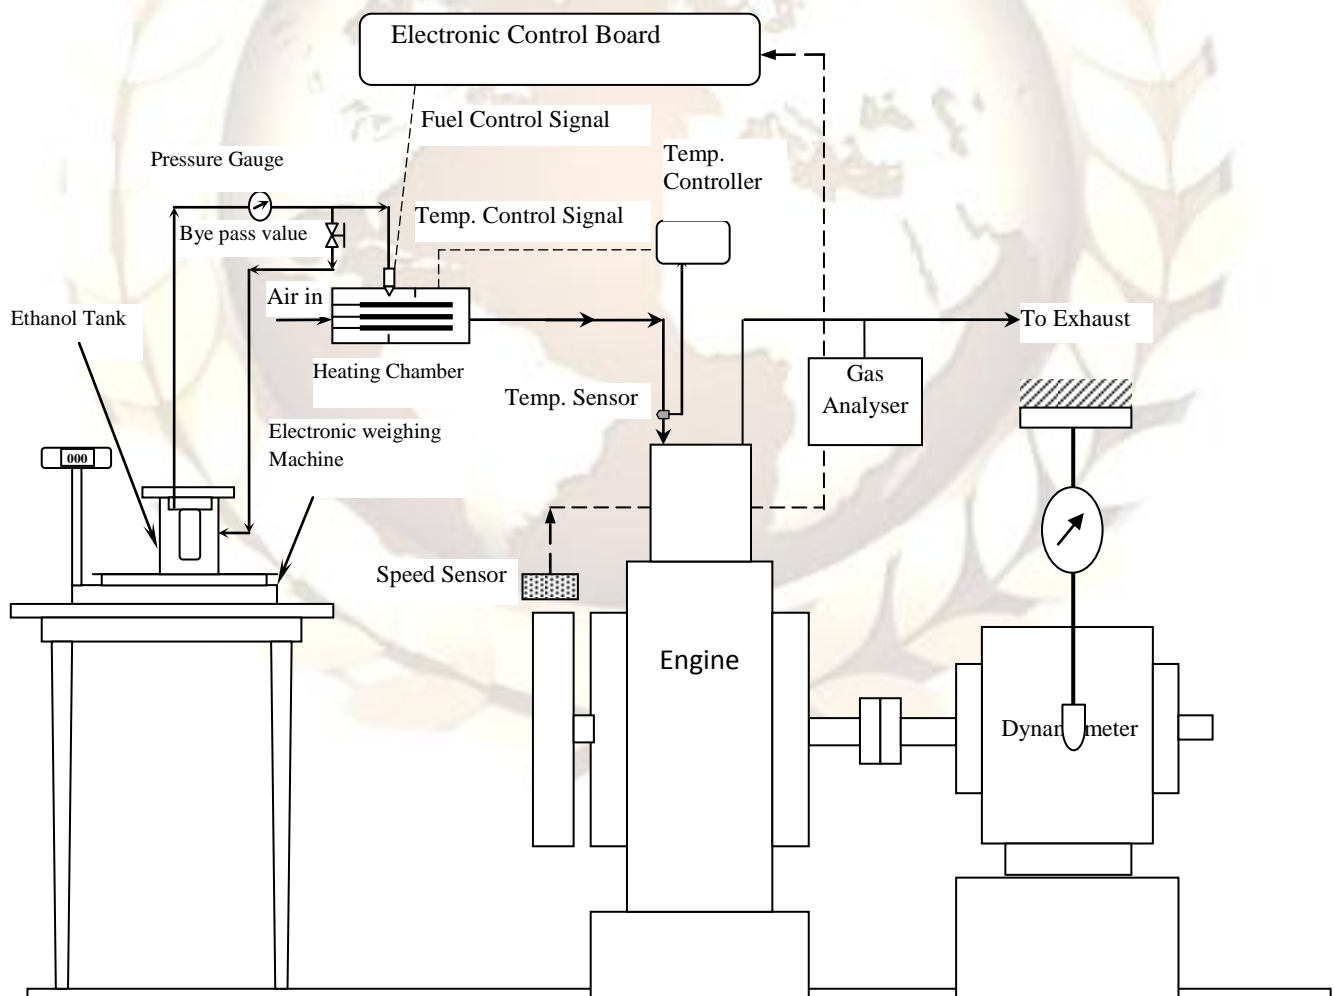 Electronic Control Board
Fuel Control Signal
Pressure Gauge
Temp.
Controller
Temp. Control Signal
Bye pass value
Air in
Ethanol Tank
To Exhaust
Heating Chamber
Gas
Analyser
Temp. Sensor
Electronic weighing
Machine
000
Speed Sensor
Engine
Dynamometer